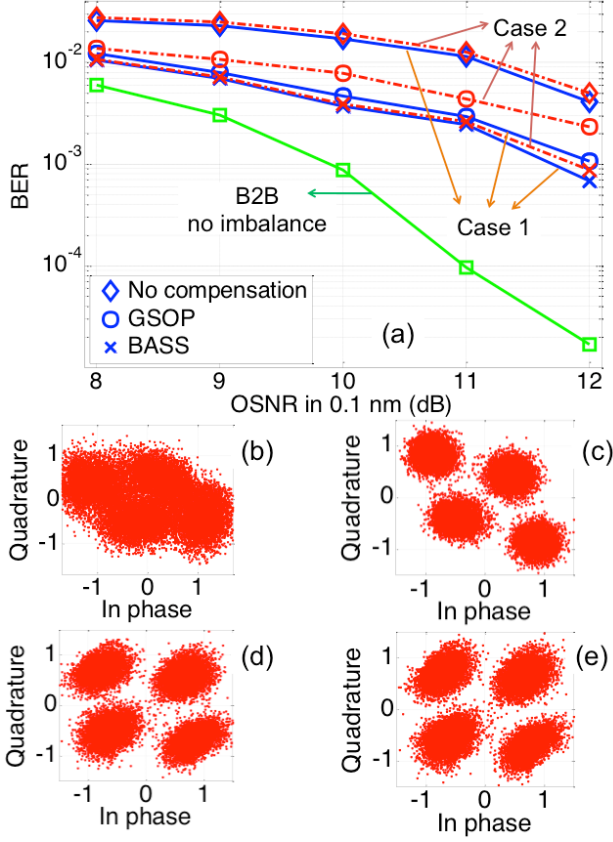 10⁻²
Case 2
10⁻³
BER
B2B
no imbalance
Case 1
10⁻⁴
No compensation
GSOP
BASS
(a)
8 9 10 11 12
OSNR in 0.1 nm (dB)
(b)
Quadrature
1
0
-1
-1 0 1
In phase
(c)
Quadrature
1
0
-1
-1 0 1
In phase
(d)
Quadrature
1
0
-1
-1 0 1
In phase
(e)
Quadrature
1
0
-1
-1 0 1
In phase